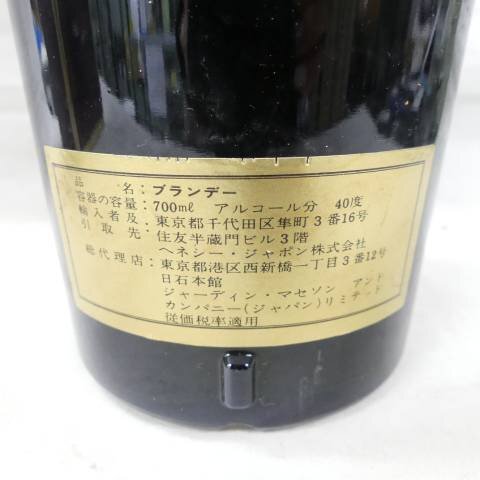 品名：ブランデー
容器の容量：700ml アルコール分 40度
輸入者及：東京都千代田区隼町3番16号
引取先：住友半蔵門ビル3階
ヘネシー・ジャポン株式会社
総代理店：東京都港区西新橋一丁目3番12号
日石本館
ジャーディン・マセソン アンド
カンパニー(ジャパン)リミテッド
従価税率適用